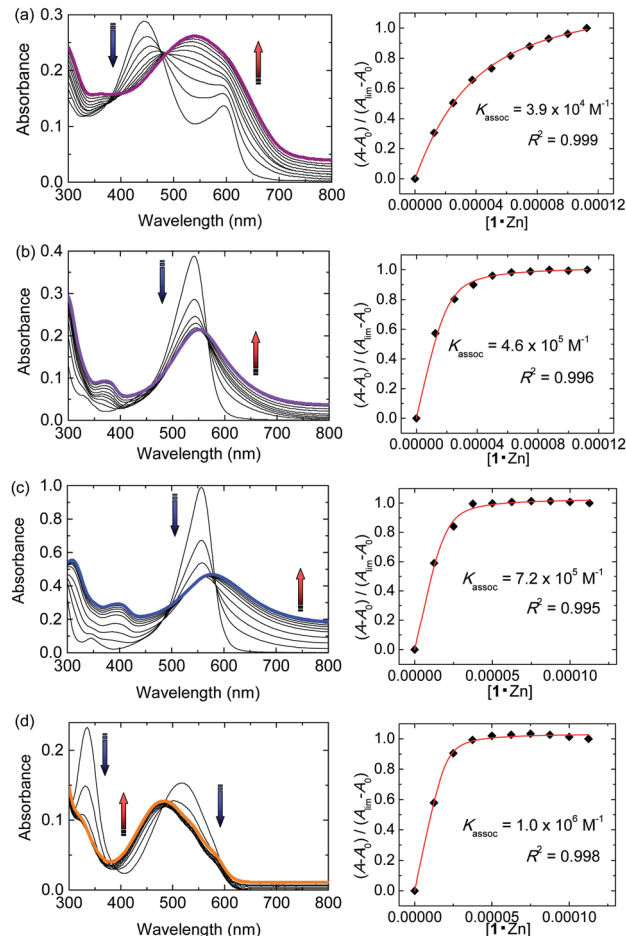 (a)
Absorbance
0.3
0.2
0.1
0.0
300 400 500 600 700 800
Wavelength (nm)
(A-A0) / (Alim-A0)
1.0
0.8
0.6
0.4
0.2
0.0
Kassoc = 3.9 x 10^4 M^-1
R^2 = 0.999
0.00000 0.00004 0.00008 0.00012
[1▪Zn]
(b)
Absorbance
0.4
0.3
0.2
0.1
0.0
300 400 500 600 700 800
Wavelength (nm)
(A-A0) / (Alim-A0)
1.0
0.8
0.6
0.4
0.2
0.0
Kassoc = 4.6 x 10^5 M^-1
R^2 = 0.996
0.00000 0.00004 0.00008 0.00012
[1▪Zn]
(c)
Absorbance
1.0
0.8
0.6
0.4
0.2
0.0
300 400 500 600 700 800
Wavelength (nm)
(A-A0) / (Alim-A0)
1.0
0.8
0.6
0.4
0.2
0.0
Kassoc = 7.2 x 10^5 M^-1
R^2 = 0.995
0.00000 0.00005 0.00010
[1▪Zn]
(d)
Absorbance
0.2
0.1
0.0
300 400 500 600 700 800
Wavelength (nm)
(A-A0) / (Alim-A0)
1.0
0.8
0.6
0.4
0.2
0.0
Kassoc = 1.0 x 10^6 M^-1
R^2 = 0.998
0.00000 0.00005 0.00010
[1▪Zn]